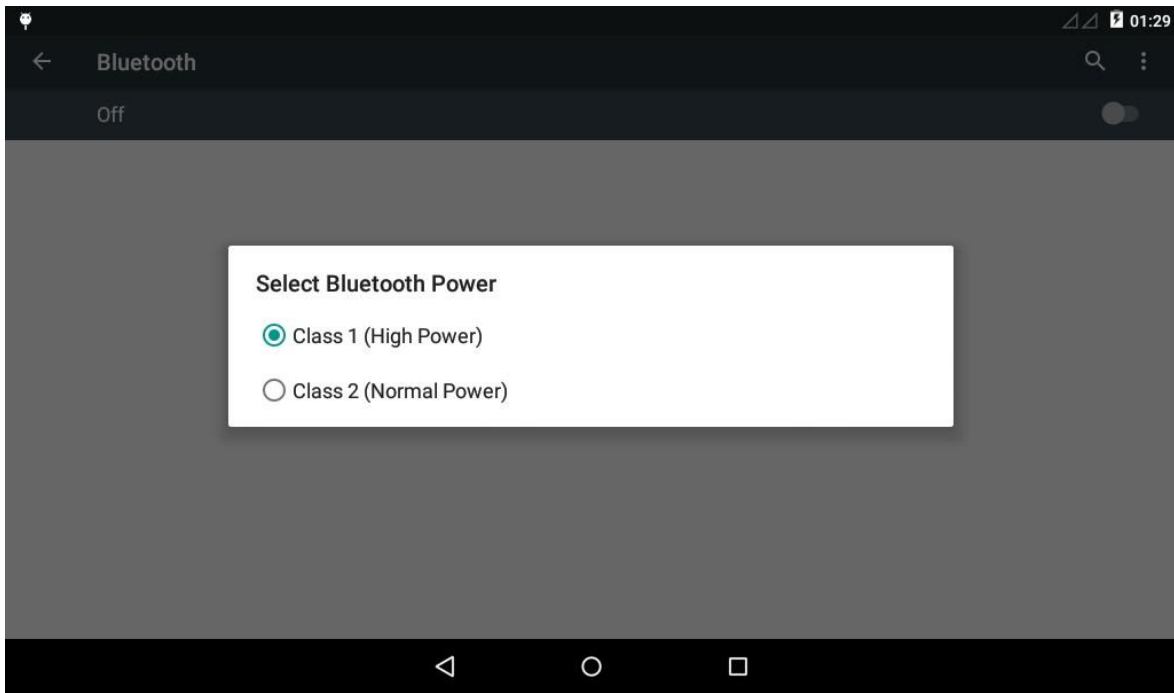 01:29
Bluetooth
Off
Select Bluetooth Power
Class 1 (High Power)
Class 2 (Normal Power)